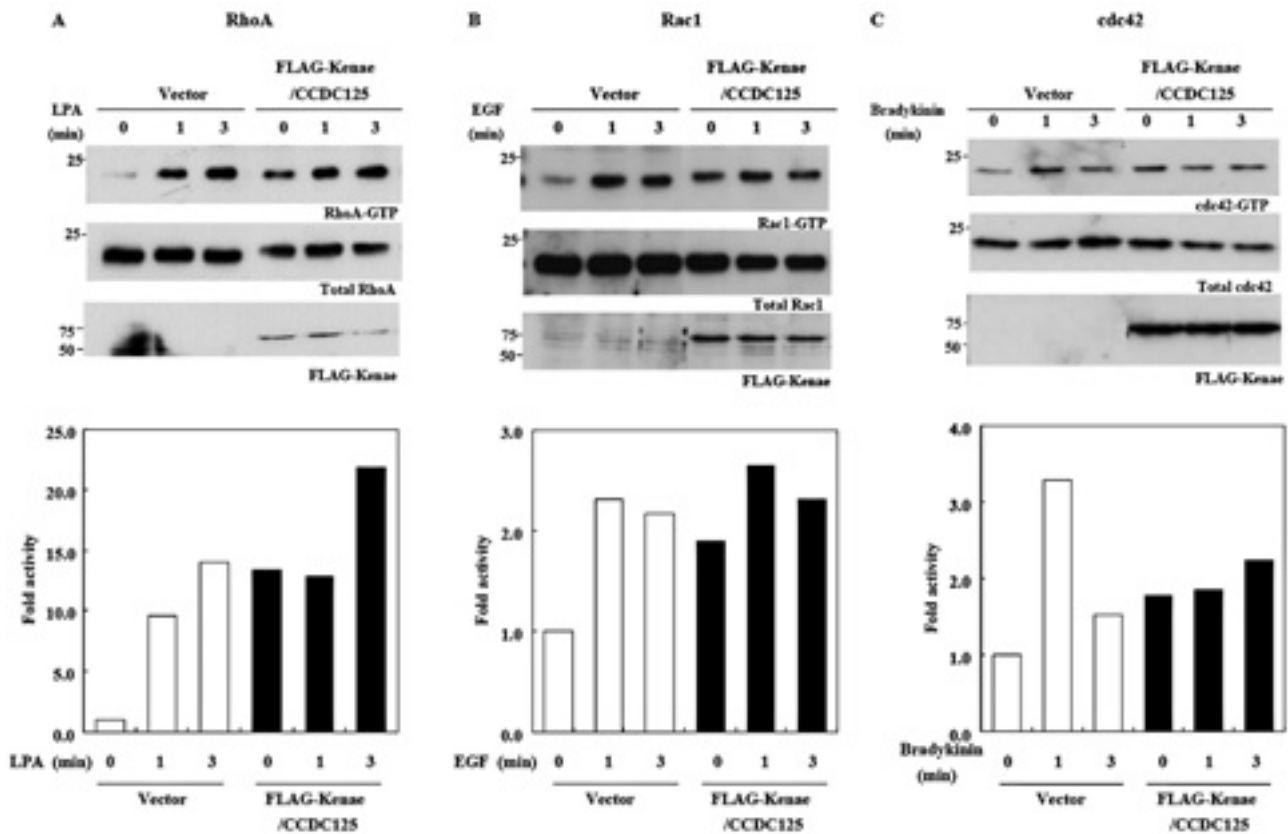 A RhoA
FLAG-Kenae
/CCDC125
Vector
LPA
(min)
0 1 3 0 1 3
25
RhoA-GTP
25
Total RhoA
75
50
FLAG-Kenae
25.0
20.0
15.0
10.0
5.0
0.0
Fold activity
LPA (min) 0 1 3 0 1 3
Vector FLAG-Kenae
/CCDC125
B Rac1
FLAG-Kenae
/CCDC125
Vector
EGF
(min)
0 1 3 0 1 3
25
Rac1-GTP
25
Total Rac1
75
50
FLAG-Kenae
3.0
2.0
1.0
0.0
Fold activity
EGF (min) 0 1 3 0 1 3
Vector FLAG-Kenae
/CCDC125
C cdc42
FLAG-Kenae
/CCDC125
Vector
Bradykinin
(min)
0 1 3 0 1 3
25
cdc42-GTP
25
Total cdc42
75
50
FLAG-Kenae
4.0
3.0
2.0
1.0
0.0
Fold activity
Bradykinin
(min)
0 1 3 0 1 3
Vector FLAG-Kenae
/CCDC125